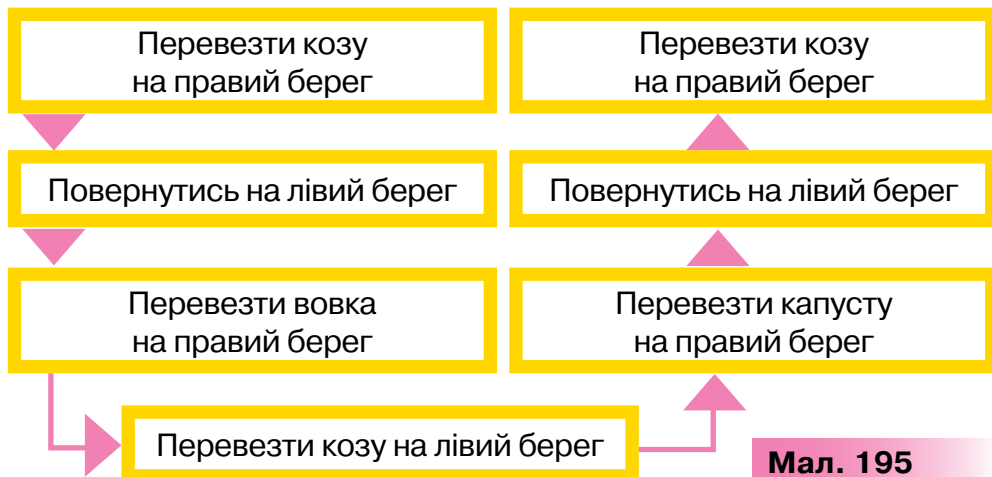 Перевезти козу
на правий берег
Повернутись на лівий берег
Перевезти вовка
на правий берег
Перевезти козу на лівий берег
Перевезти капусту
на правий берег
Повернутись на лівий берег
Перевезти козу
на правий берег
Мал. 195